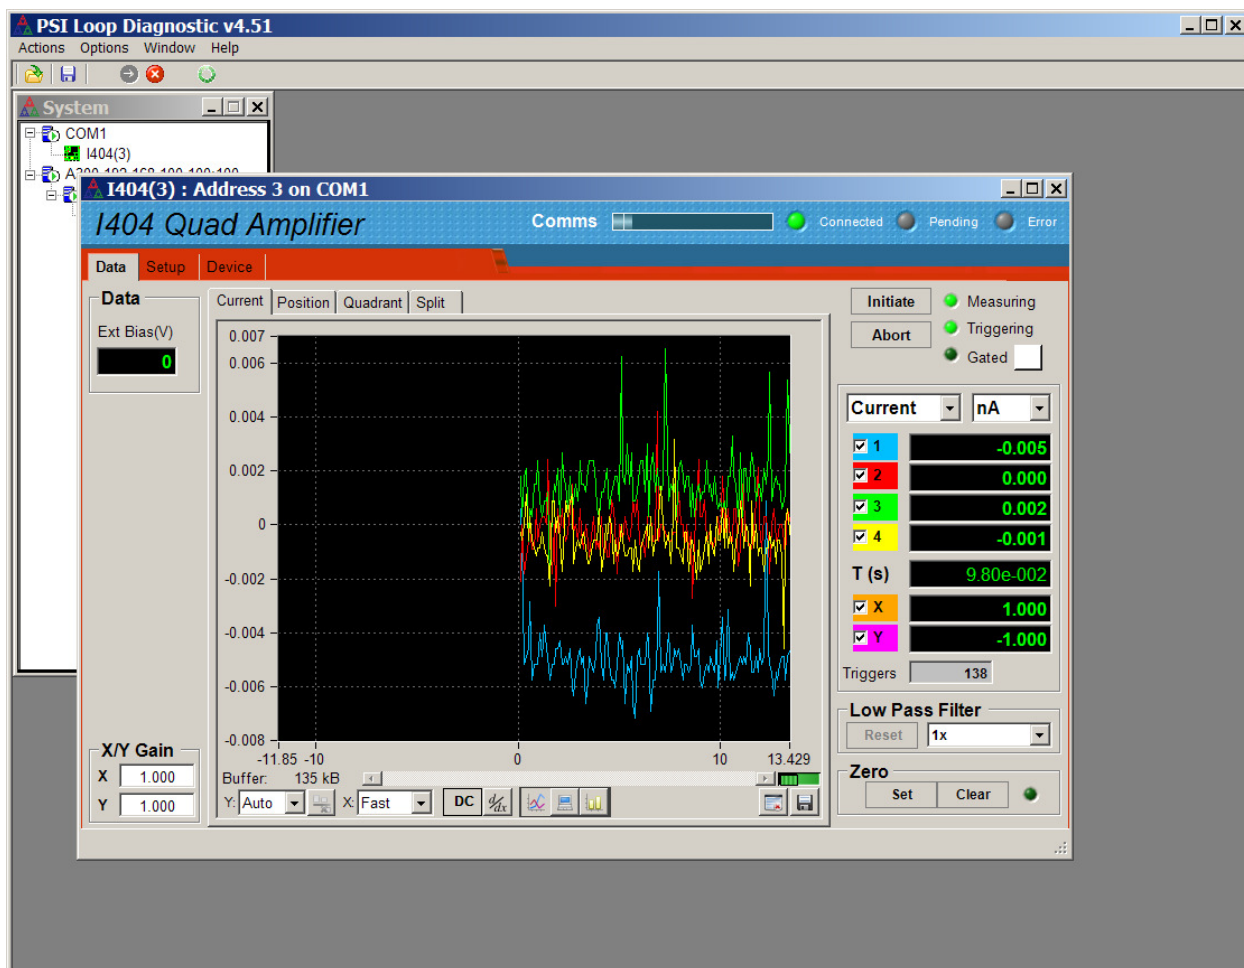 PSI Loop Diagnostic v4.51
Actions Options Window Help
System
COM1
I404(3)
I404(3) : Address 3 on COM1
I404 Quad Amplifier
Comms
Connected
Pending
Error
Data Setup Device
Data
Ext Bias(V)
0
Current Position Quadrant Split
0.007
0.006
0.004
0.002
0
-0.002
-0.004
-0.006
-0.008
-11.85 -10 0 10 13.429
Buffer: 135 kB
Y: Auto X: Fast DC d/dx
X/Y Gain
X 1.000
Y 1.000
Initiate Measuring
Abort Triggering
Gated
Current nA
1 -0.005
2 0.000
3 0.002
4 -0.001
T (s) 9.80e-002
X 1.000
Y -1.000
Triggers 138
Low Pass Filter
Reset 1x
Zero
Set Clear